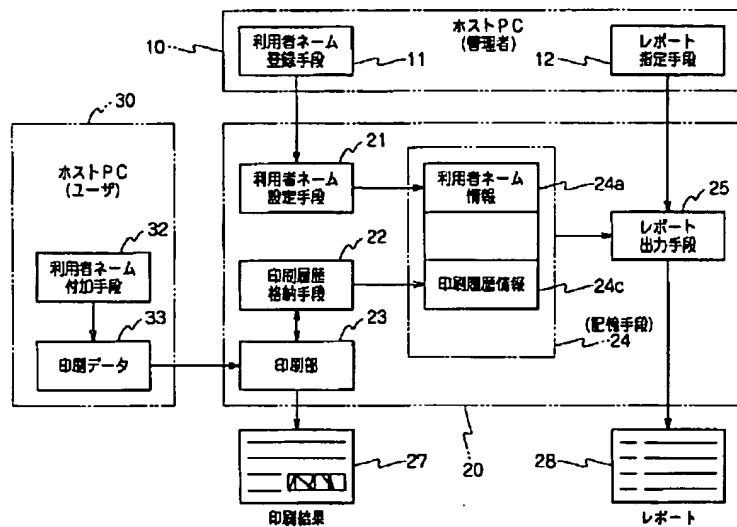 ホストPC
(管理者)
10
利用者ネーム
登録手段
11
12
レポート
指定手段
30
ホストPC
(ユーザ)
21
利用者ネーム
設定手段
利用者ネーム
情報
24a
25
レポート
出力手段
32
利用者ネーム
付加手段
22
印刷履歴
格納手段
印刷履歴情報
24c
33
印刷データ
23
印刷部
(記憶手段)
24
27
20
28
印刷結果
レポート